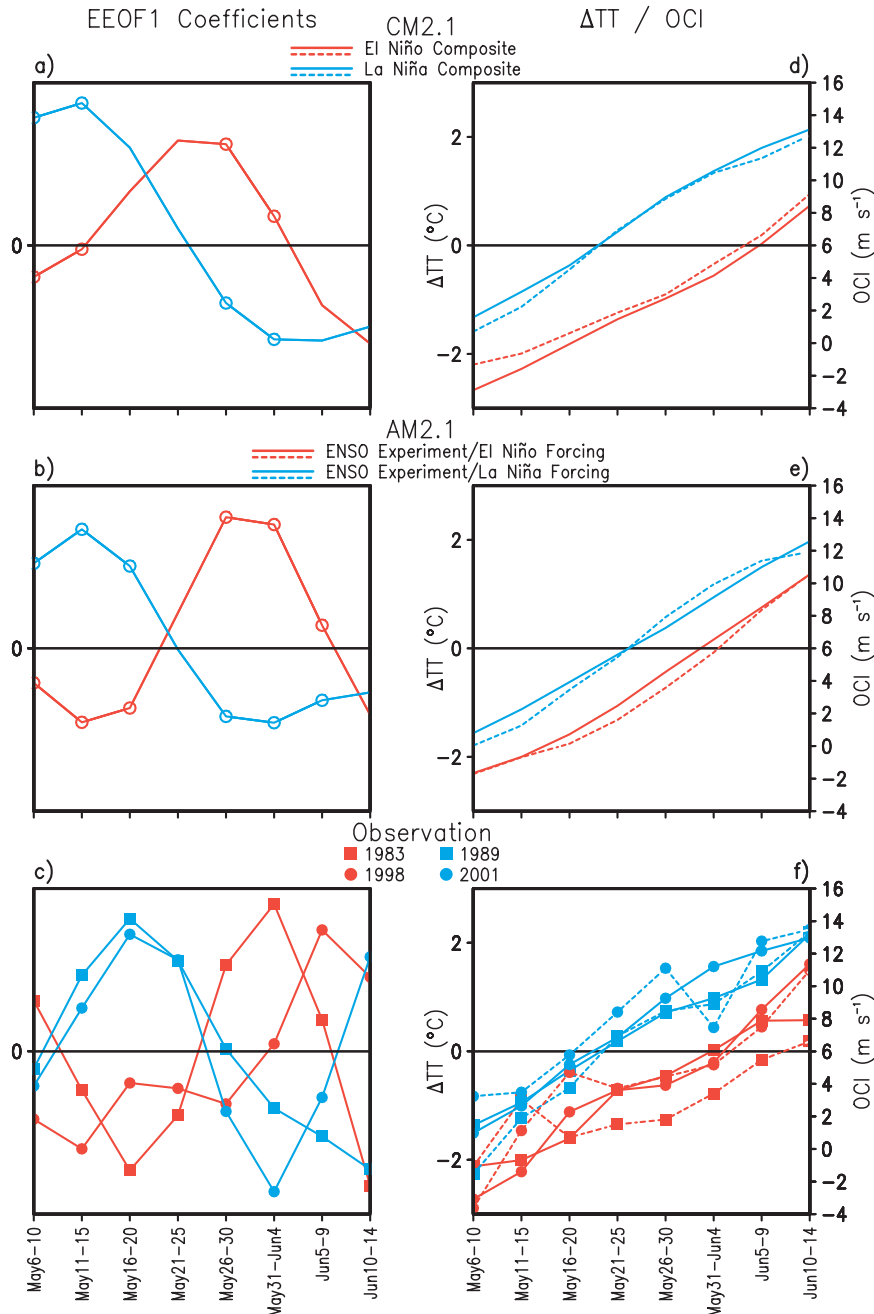 EEOF1 Coefficients
ΔTT / OCI
CM2.1
El Niño Composite
La Niña Composite
a)
0
d)
2
0
-2
ΔTT (°C)
16
14
12
10
8
6
4
2
0
-2
-4
OCI (m s⁻¹)
AM2.1
ENSO Experiment/El Niño Forcing
ENSO Experiment/La Niña Forcing
b)
0
e)
2
0
-2
ΔTT (°C)
16
14
12
10
8
6
4
2
0
-2
-4
OCI (m s⁻¹)
Observation
1983 1989
1998 2001
c)
0
f)
2
0
-2
ΔTT (°C)
16
14
12
10
8
6
4
2
0
-2
-4
OCI (m s⁻¹)
May6-10
May11-15
May16-20
May21-25
May26-30
May31-Jun4
Jun5-9
Jun10-14
May6-10
May11-15
May16-20
May21-25
May26-30
May31-Jun4
Jun5-9
Jun10-14